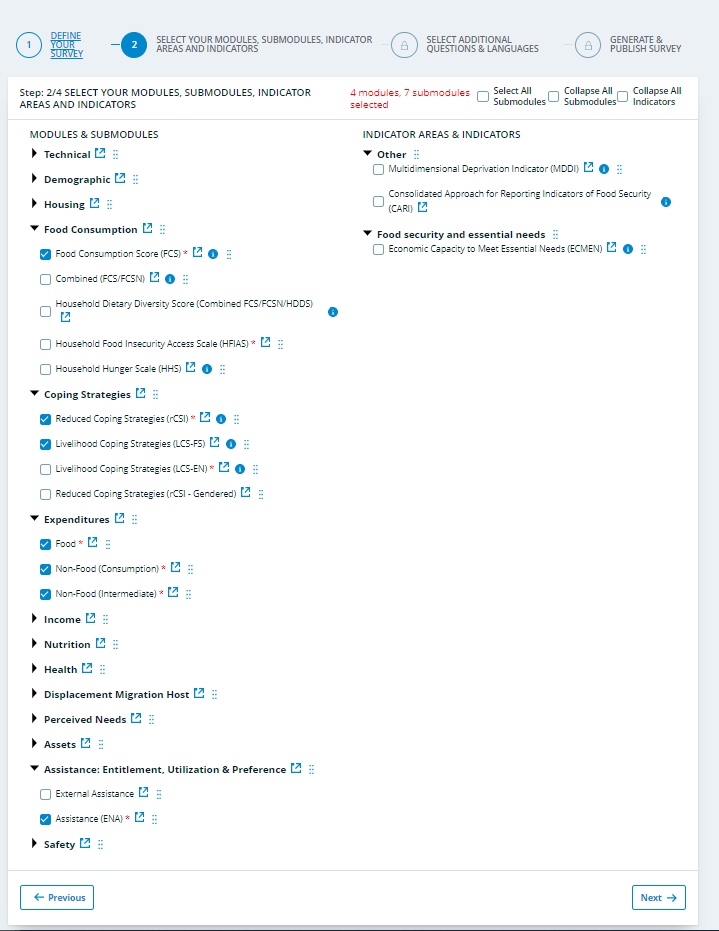 1 DEFINE
YOUR
SURVEY
2 SELECT YOUR MODULES, SUBMODULES, INDICATOR
AREAS AND INDICATORS
SELECT ADDITIONAL
QUESTIONS & LANGUAGES
GENERATE &
PUBLISH SURVEY
Step: 2/4 SELECT YOUR MODULES, SUBMODULES, INDICATOR
AREAS AND INDICATORS
4 modules, 7 submodules
selected
Select All
Submodules
Collapse All
Submodules
Collapse All
Indicators
MODULES & SUBMODULES
Technical
Demographic
Housing
Food Consumption
Food Consumption Score (FCS) *
Combined (FCS/FCSN)
Household Dietary Diversity Score (Combined FCS/FCSN/HDDS)
Household Food Insecurity Access Scale (HFIAS) *
Household Hunger Scale (HHS)
Coping Strategies
Reduced Coping Strategies (rCSI) *
Livelihood Coping Strategies (LCS-FS)
Livelihood Coping Strategies (LCS-EN) *
Reduced Coping Strategies (rCSI - Gendered)
Expenditures
Food *
Non-Food (Consumption) *
Non-Food (Intermediate) *
Income
Nutrition
Health
Displacement Migration Host
Perceived Needs
Assets
Assistance: Entitlement, Utilization & Preference
External Assistance
Assistance (ENA) *
Safety
INDICATOR AREAS & INDICATORS
Other
Multidimensional Deprivation Indicator (MDDI)
Consolidated Approach for Reporting Indicators of Food Security
(CARI)
Food security and essential needs
Economic Capacity to Meet Essential Needs (ECMEN)
← Previous
Next →